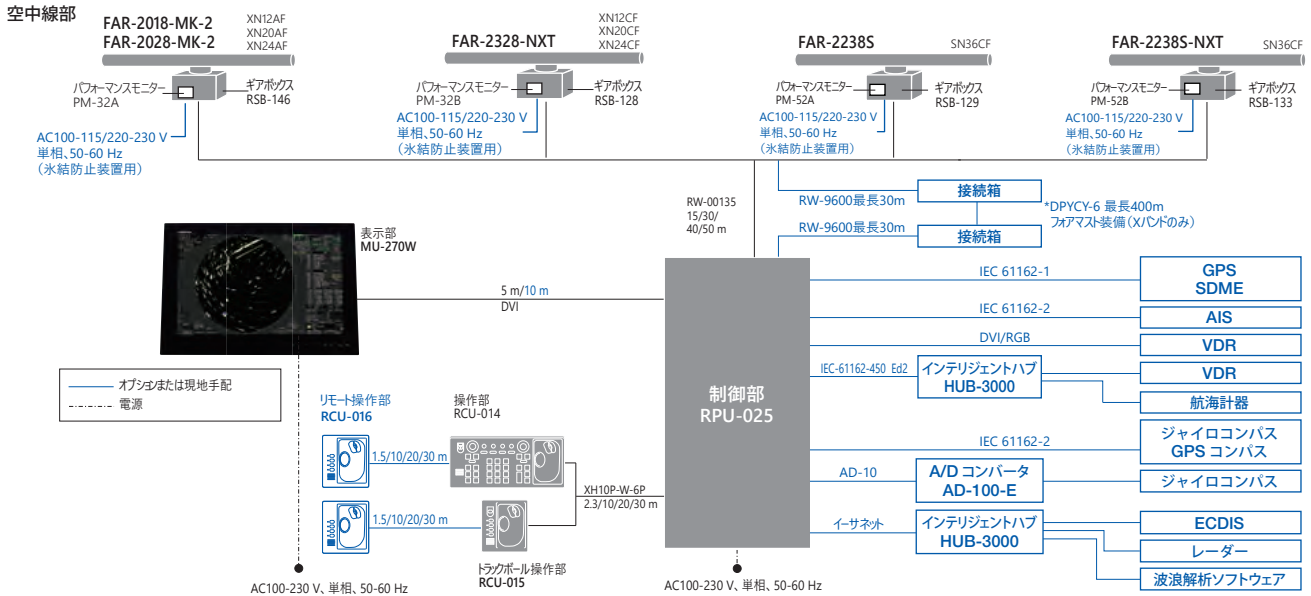 空中線部
FAR-2018-MK-2
FAR-2028-MK-2
XN12AF
XN20AF
XN24AF
パフォーマンスモニター
PM-32A
ギアボックス
RSB-146
AC100-115/220-230 V
単相、50-60 Hz
(氷結防止装置用)
FAR-2328-NXT
XN12CF
XN20CF
XN24CF
パフォーマンスモニター
PM-32B
ギアボックス
RSB-128
AC100-115/220-230 V
単相、50-60 Hz
(氷結防止装置用)
FAR-2238S
SN36CF
パフォーマンスモニター
PM-52A
ギアボックス
RSB-129
AC100-115/220-230 V
単相、50-60 Hz
(氷結防止装置用)
FAR-2238S-NXT
SN36CF
パフォーマンスモニター
PM-52B
ギアボックス
RSB-133
AC100-115/220-230 V
単相、50-60 Hz
(氷結防止装置用)
RW-00135
15/30/
40/50 m
RW-9600最長30m
接続箱
*DPYCY-6 最長400m
フォアマスト装備(Xバンドのみ)
RW-9600最長30m
接続箱
表示部
MU-270W
5 m/10 m
DVI
オプションまたは現地手配
電源
リモート操作部
RCU-016
操作部
RCU-014
1.5/10/20/30 m
1.5/10/20/30 m
XH10P-W-6P
2.3/10/20/30 m
トラックボール操作部
RCU-015
AC100-230 V、単相、50-60 Hz
制御部
RPU-025
AC100-230 V、単相、50-60 Hz
IEC 61162-1
GPS
SDME
IEC 61162-2
AIS
DVI/RGB
VDR
IEC-61162-450 Ed2
インテリジェントハブ
HUB-3000
VDR
航海計器
IEC 61162-2
ジャイロコンパス
GPS コンパス
AD-10
A/D コンバータ
AD-100-E
ジャイロコンパス
イーサネット
インテリジェントハブ
HUB-3000
ECDIS
レーダー
波浪解析ソフトウェア